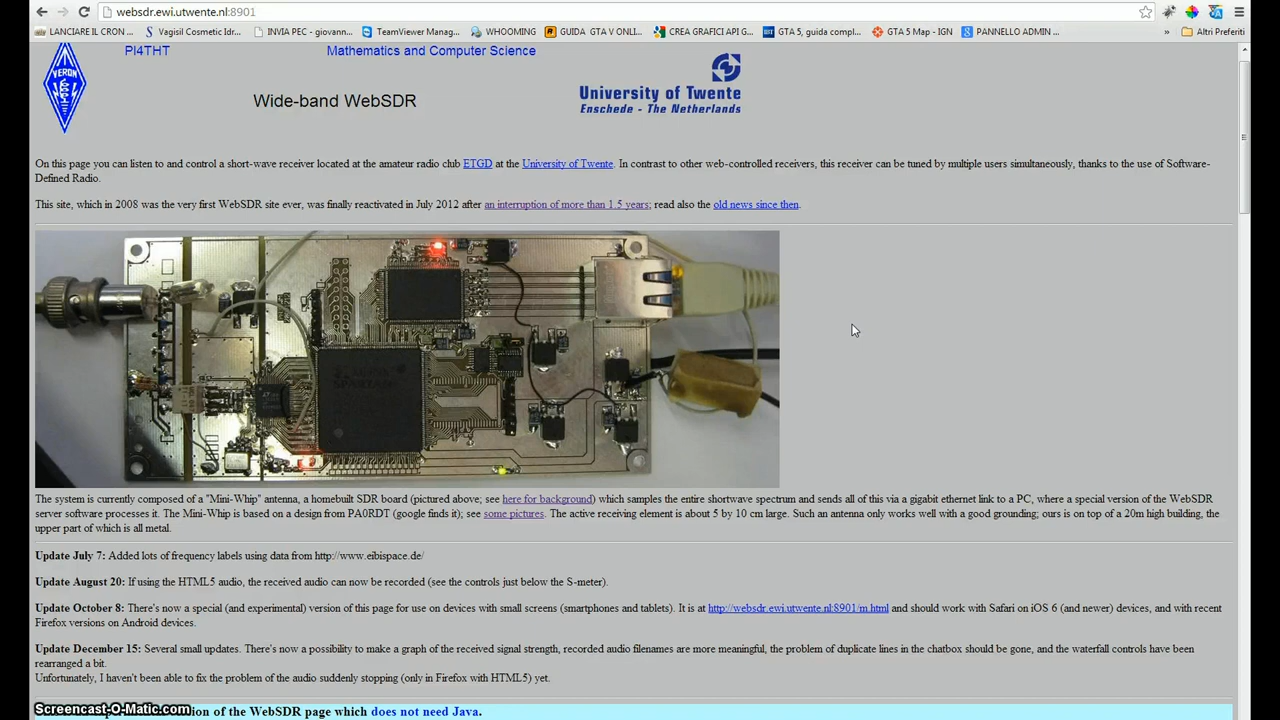 websdr.ewi.utwente.nl:8901
LANCIARE IL CRON ... Vagisil Cosmetic Idr... INVIA PEC - giovann... TeamViewer Manag... WHOOMING GUIDA GTA V ONLI... CREA GRAFICI API G... GTA 5, guida compl... GTA 5 Map - IGN PANNELLO ADMIN ... » Altri Preferiti
PI4THT Mathematics and Computer Science
VERON
Wide-band WebSDR
University of Twente
Enschede - The Netherlands
On this page you can listen to and control a short-wave receiver located at the amateur radio club ETGD at the University of Twente. In contrast to other web-controlled receivers, this receiver can be tuned by multiple users simultaneously, thanks to the use of Software-
Defined Radio.
This site, which in 2008 was the very first WebSDR site ever, was finally reactivated in July 2012 after an interruption of more than 1.5 years; read also the old news since then.
The system is currently composed of a "Mini-Whip" antenna, a homebuilt SDR board (pictured above; see here for background) which samples the entire shortwave spectrum and sends all of this via a gigabit ethernet link to a PC, where a special version of the WebSDR
server software processes it. The Mini-Whip is based on a design from PA0RDT (google finds it); see some pictures. The active receiving element is about 5 by 10 cm large. Such an antenna only works well with a good grounding; ours is on top of a 20m high building, the
upper part of which is all metal.
Update July 7: Added lots of frequency labels using data from http://www.eibispace.de/
Update August 20: If using the HTML5 audio, the received audio can now be recorded (see the controls just below the S-meter).
Update October 8: There's now a special (and experimental) version of this page for use on devices with small screens (smartphones and tablets). It is at http://websdr.ewi.utwente.nl:8901/m.html and should work with Safari on iOS 6 (and newer) devices, and with recent
Firefox versions on Android devices.
Update December 15: Several small updates. There's now a possibility to make a graph of the received signal strength, recorded audio filenames are more meaningful, the problem of duplicate lines in the chatbox should be gone, and the waterfall controls have been
rearranged a bit.
Unfortunately, I haven't been able to fix the problem of the audio suddenly stopping (only in Firefox with HTML5) yet.
Screencast-O-Matic.com
of the WebSDR page which does not need Java.